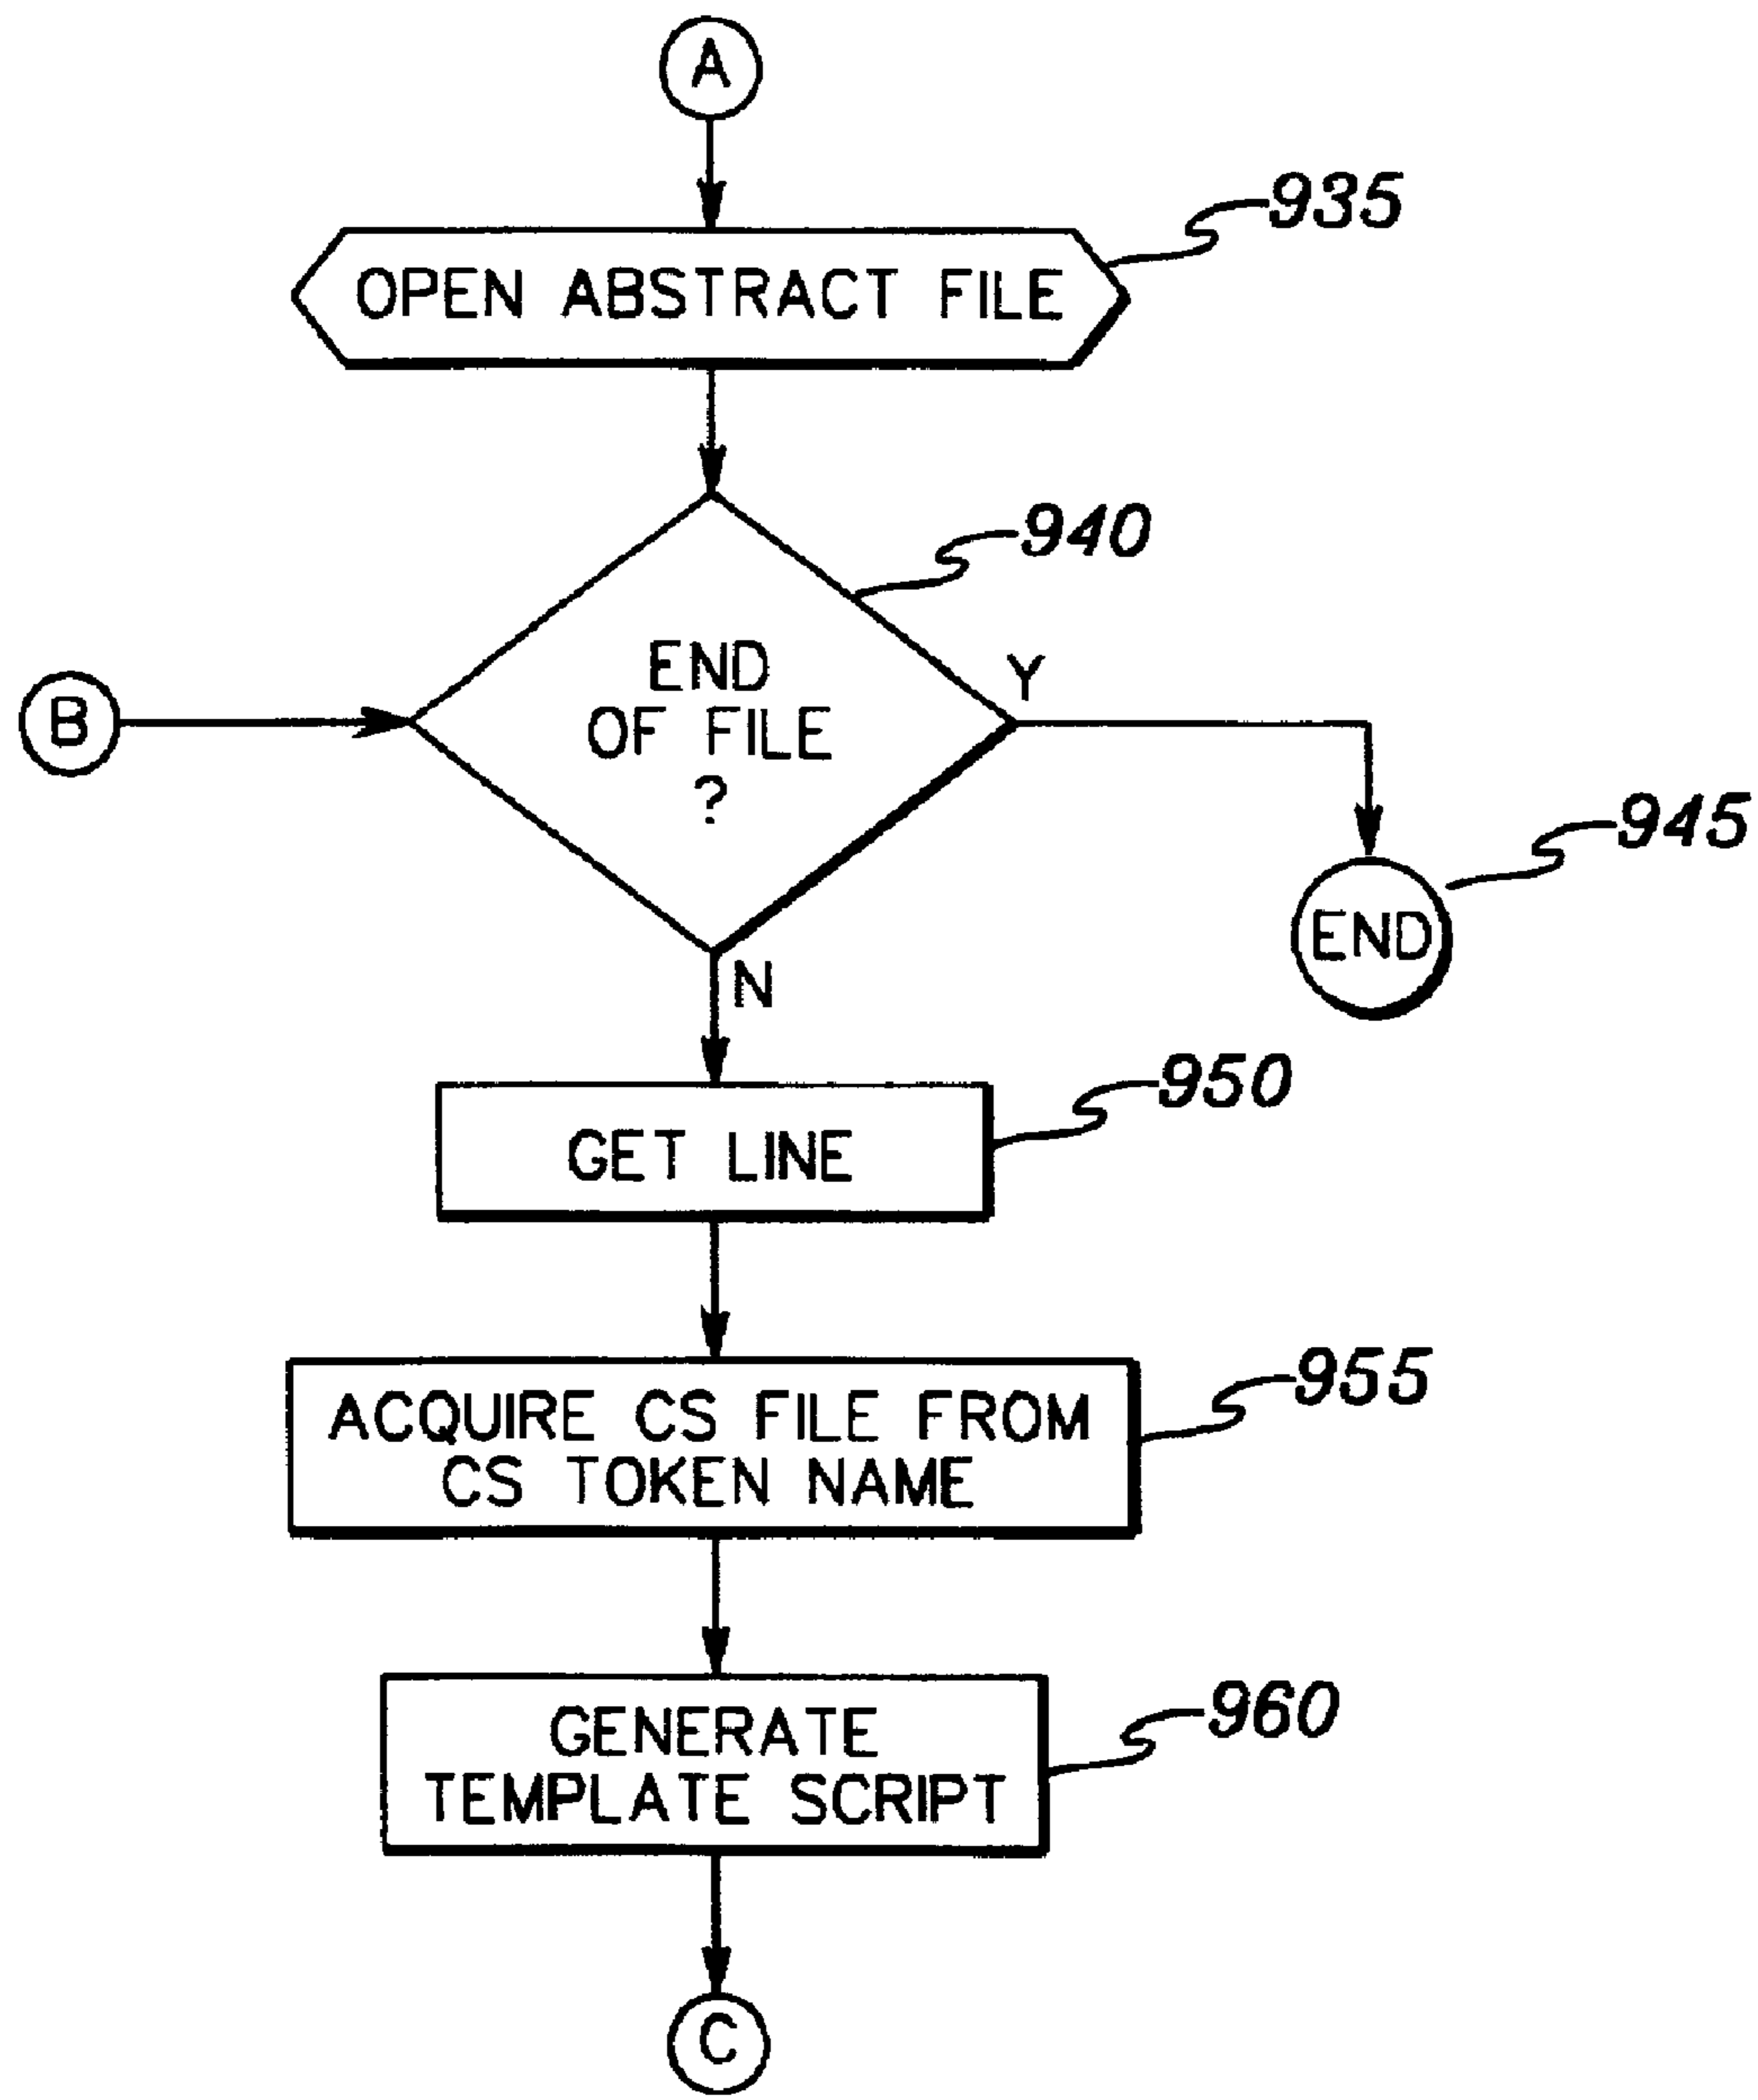 A
935
OPEN ABSTRACT FILE
940
END
OF FILE
?
Y
B
945
END
N
950
GET LINE
955
ACQUIRE CS FILE FROM
CS TOKEN NAME
960
GENERATE
TEMPLATE SCRIPT
C